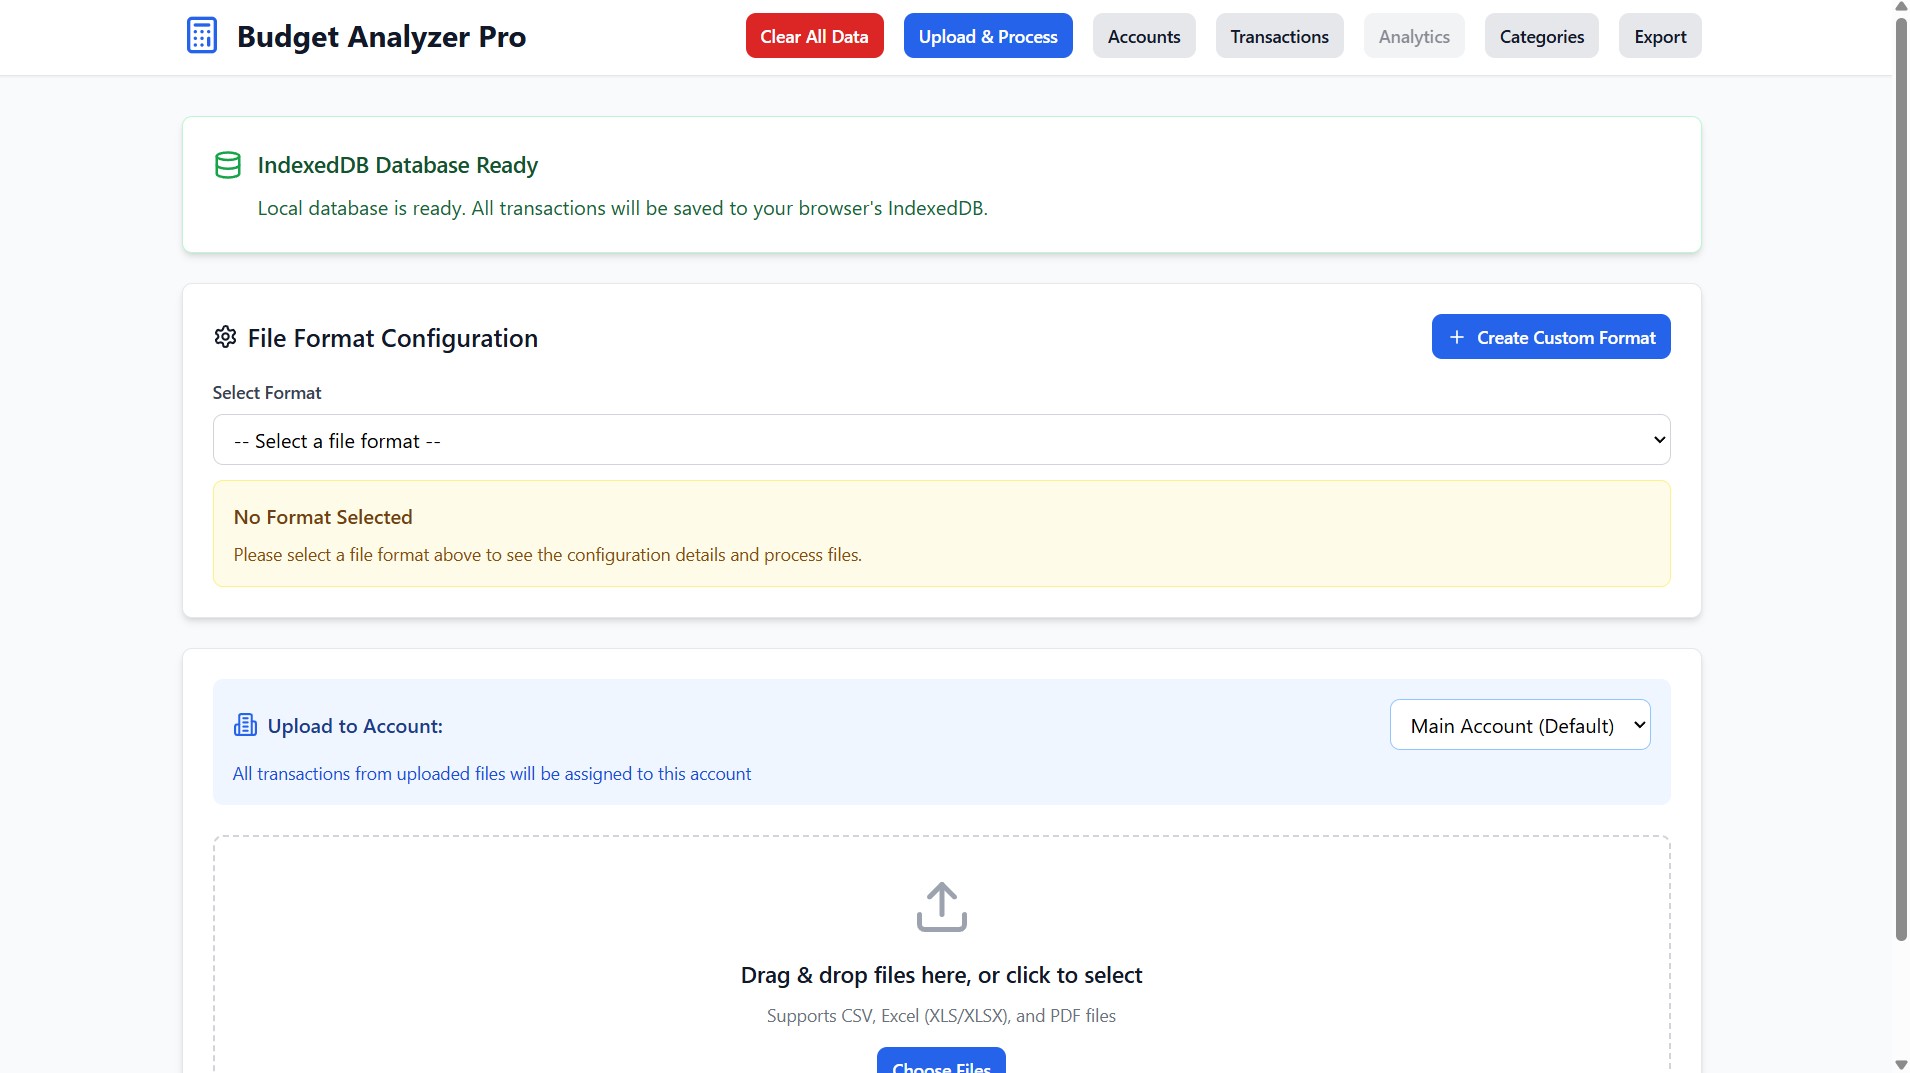 Budget Analyzer Pro
Clear All Data
Upload & Process
Accounts
Transactions
Analytics
Categories
Export
IndexedDB Database Ready
Local database is ready. All transactions will be saved to your browser's IndexedDB.
File Format Configuration
Create Custom Format
Select Format
-- Select a file format --
No Format Selected
Please select a file format above to see the configuration details and process files.
Upload to Account:
Main Account (Default)
All transactions from uploaded files will be assigned to this account
Drag & drop files here, or click to select
Supports CSV, Excel (XLS/XLSX), and PDF files
Choose Files